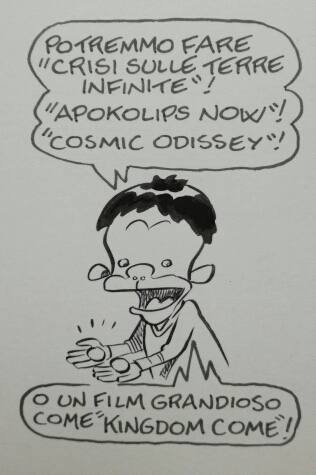 POTREMMO FARE
"CRISI SULLE TERRE
INFINITE"!
"APOKOLIPS NOW"!
"COSMIC ODISSEY"!
O UN FILM GRANDIOSO
COME "KINGDOM COME"!